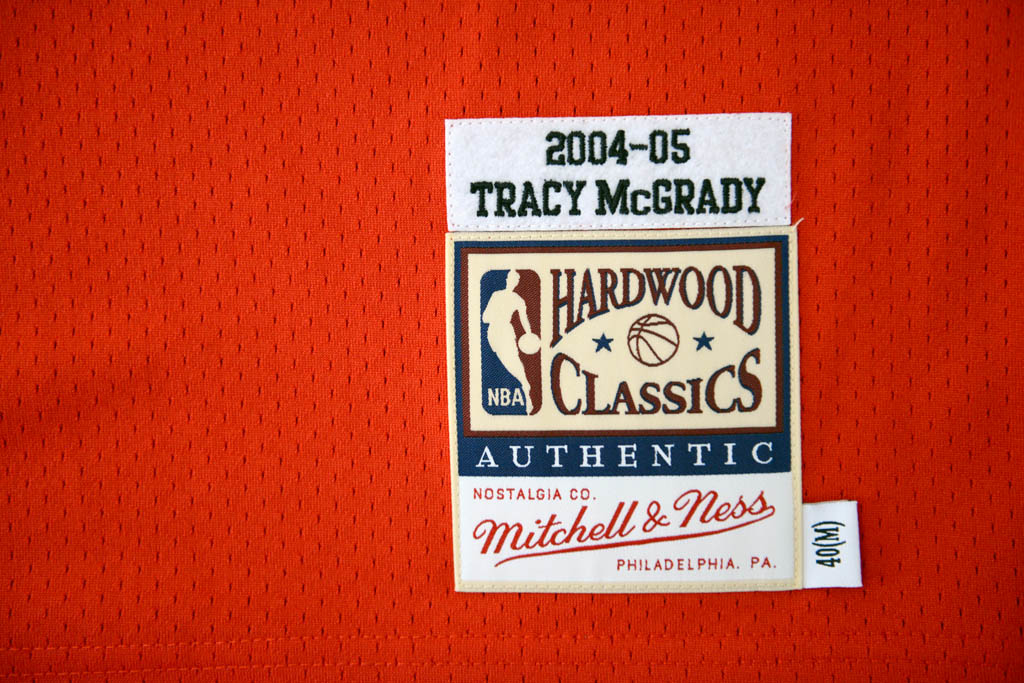 2004-05
TRACY McGRADY
HARDWOOD
NBA
CLASSICS
AUTHENTIC
NOSTALGIA CO.
Mitchell & Ness
PHILADELPHIA. PA.
40(M)